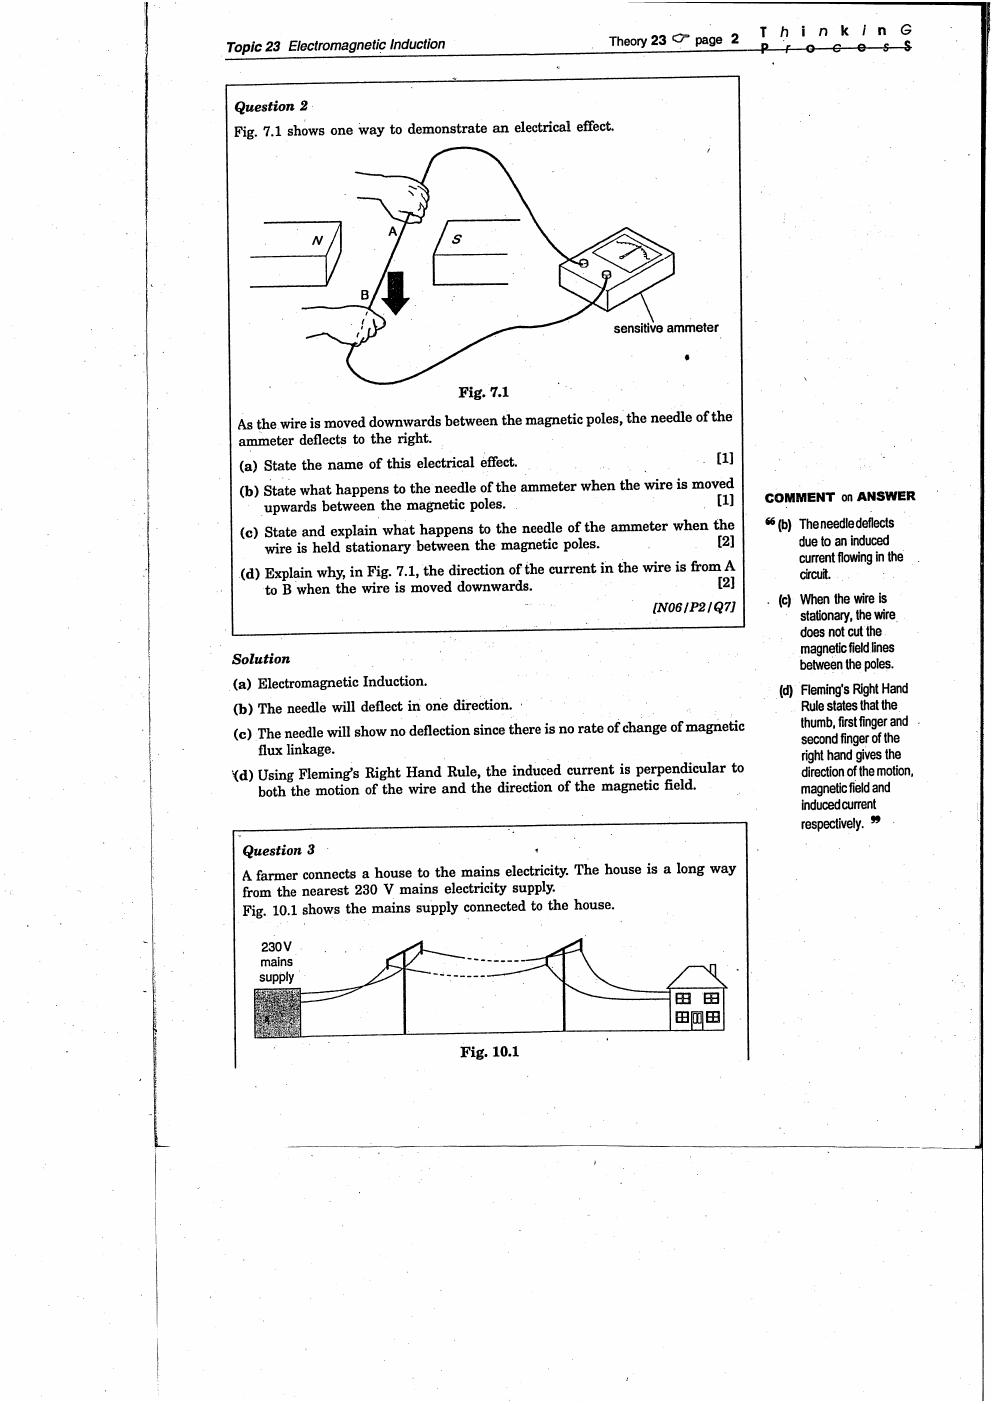 Topic 23 Electromagnetic Induction
Theory 23 page 2
T h i n k i n G
P r o c e s S
Question 2
Fig. 7.1 shows one way to demonstrate an electrical effect.
N
A
S
B
sensitive ammeter
Fig. 7.1
As the wire is moved downwards between the magnetic poles, the needle of the
ammeter deflects to the right.
(a) State the name of this electrical effect. [1]
(b) State what happens to the needle of the ammeter when the wire is moved
upwards between the magnetic poles. [1]
(c) State and explain what happens to the needle of the ammeter when the
wire is held stationary between the magnetic poles. [2]
(d) Explain why, in Fig. 7.1, the direction of the current in the wire is from A
to B when the wire is moved downwards. [2]
[N06/P2/Q7]
Solution
(a) Electromagnetic Induction.
(b) The needle will deflect in one direction.
(c) The needle will show no deflection since there is no rate of change of magnetic
flux linkage.
(d) Using Fleming's Right Hand Rule, the induced current is perpendicular to
both the motion of the wire and the direction of the magnetic field.
COMMENT on ANSWER
“ (b) The needle deflects
due to an induced
current flowing in the
circuit.
(c) When the wire is
stationary, the wire
does not cut the
magnetic field lines
between the poles.
(d) Fleming's Right Hand
Rule states that the
thumb, first finger and
second finger of the
right hand gives the
direction of the motion,
magnetic field and
induced current
respectively. ”
Question 3
A farmer connects a house to the mains electricity. The house is a long way
from the nearest 230 V mains electricity supply.
Fig. 10.1 shows the mains supply connected to the house.
230 V
mains
supply
Fig. 10.1